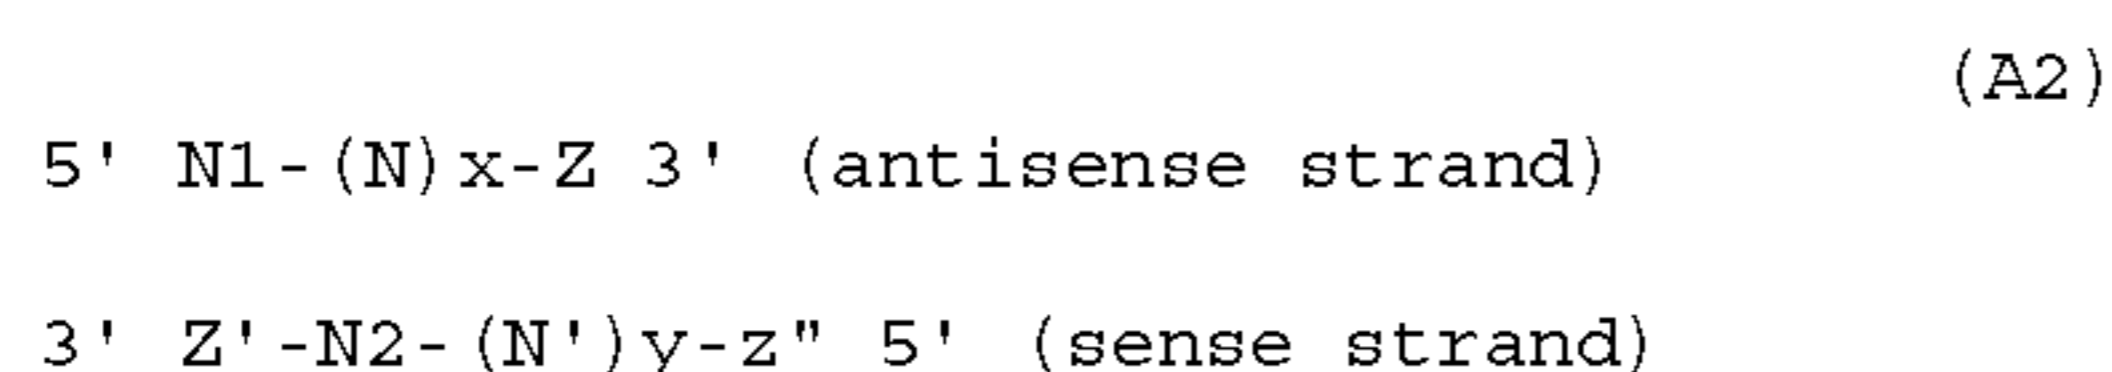 (A2)
5' N1-(N)x-Z 3' (antisense strand)
3' Z'-N2-(N')y-z" 5' (sense strand)